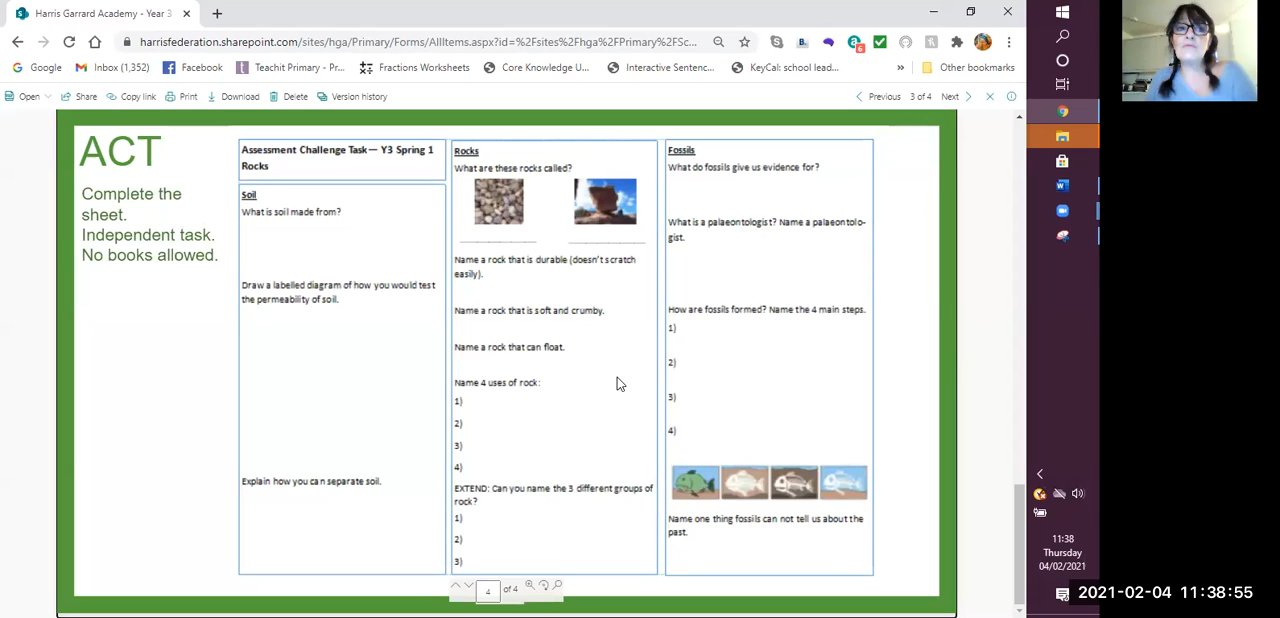 Harris Garrard Academy - Year 3
harrisfederation.sharepoint.com/sites/hga/Primary/Forms/AllItems.aspx?id=%2Fsites%2Fhga%2FPrimary%2FSc...
6
Google
Inbox (1,352)
Facebook
Teachit Primary - Pr...
Fractions Worksheets
Core Knowledge U...
Interactive Sentenc...
KeyCal: school lead...
»
Other bookmarks
Open
Share
Copy link
Print
Download
Delete
Version history
Previous
3 of 4
Next
ACT
Complete the
sheet.
Independent task.
No books allowed.
Assessment Challenge Task— Y3 Spring 1
Rocks
Soil
What is soil made from?
Draw a labelled diagram of how you would test
the permeability of soil.
Explain how you can separate soil.
Rocks
What are these rocks called?
Name a rock that is durable (doesn't scratch
easily).
Name a rock that is soft and crumby.
Name a rock that can float.
Name 4 uses of rock:
1)
2)
3)
4)
EXTEND: Can you name the 3 different groups of
rock?
1)
2)
3)
Fossils
What do fossils give us evidence for?
What is a palaeontologist? Name a palaeontolo-
gist.
How are fossils formed? Name the 4 main steps.
1)
2)
3)
4)
Name one thing fossils can not tell us about the
past.
4 of 4
11:38
Thursday
04/02/2021
2021-02-04 11:38:55